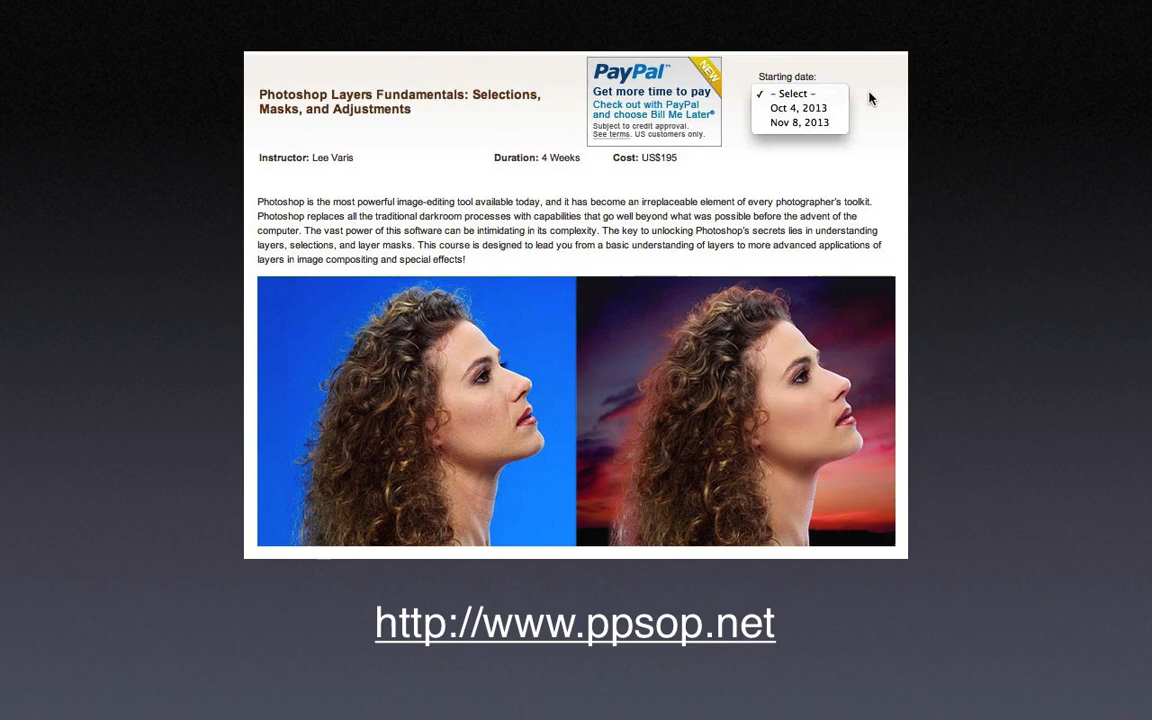 Photoshop Layers Fundamentals: Selections,
Masks, and Adjustments
PayPal™
NEW
Get more time to pay
Check out with PayPal
and choose Bill Me Later®
Subject to credit approval.
See terms. US customers only.
Starting date:
✓ – Select –
Oct 4, 2013
Nov 8, 2013
Instructor: Lee Varis
Duration: 4 Weeks
Cost: US$195
Photoshop is the most powerful image-editing tool available today, and it has become an irreplaceable element of every photographer's toolkit.
Photoshop replaces all the traditional darkroom processes with capabilities that go well beyond what was possible before the advent of the
computer. The vast power of this software can be intimidating in its complexity. The key to unlocking Photoshop's secrets lies in understanding
layers, selections, and layer masks. This course is designed to lead you from a basic understanding of layers to more advanced applications of
layers in image compositing and special effects!
http://www.ppsop.net